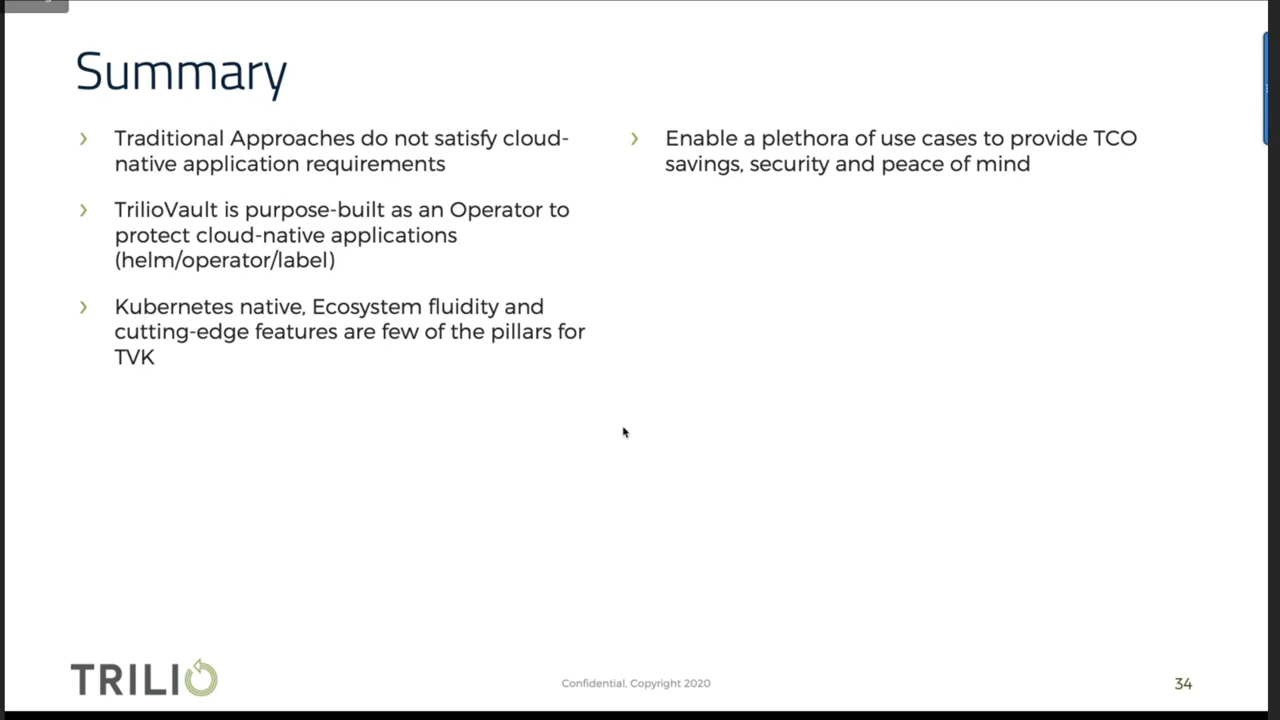 Summary
› Traditional Approaches do not satisfy cloud-
native application requirements
› TrilioVault is purpose-built as an Operator to
protect cloud-native applications
(helm/operator/label)
› Kubernetes native, Ecosystem fluidity and
cutting-edge features are few of the pillars for
TVK
› Enable a plethora of use cases to provide TCO
savings, security and peace of mind
TRILIO
Confidential, Copyright 2020
34